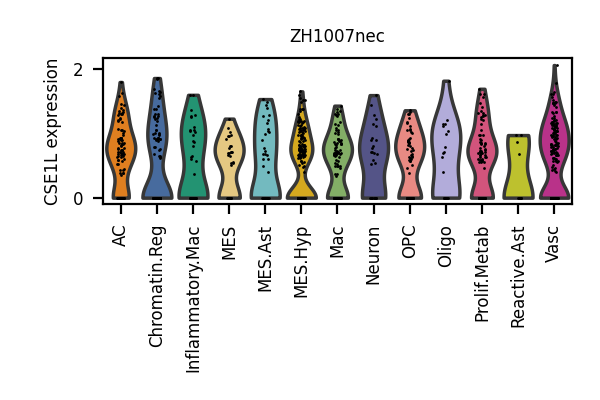 ZH1007nec
CSE1L expression
2
0
AC
Chromatin.Reg
Inflammatory.Mac
MES
MES.Ast
MES.Hyp
Mac
Neuron
OPC
Oligo
Prolif.Metab
Reactive.Ast
Vasc